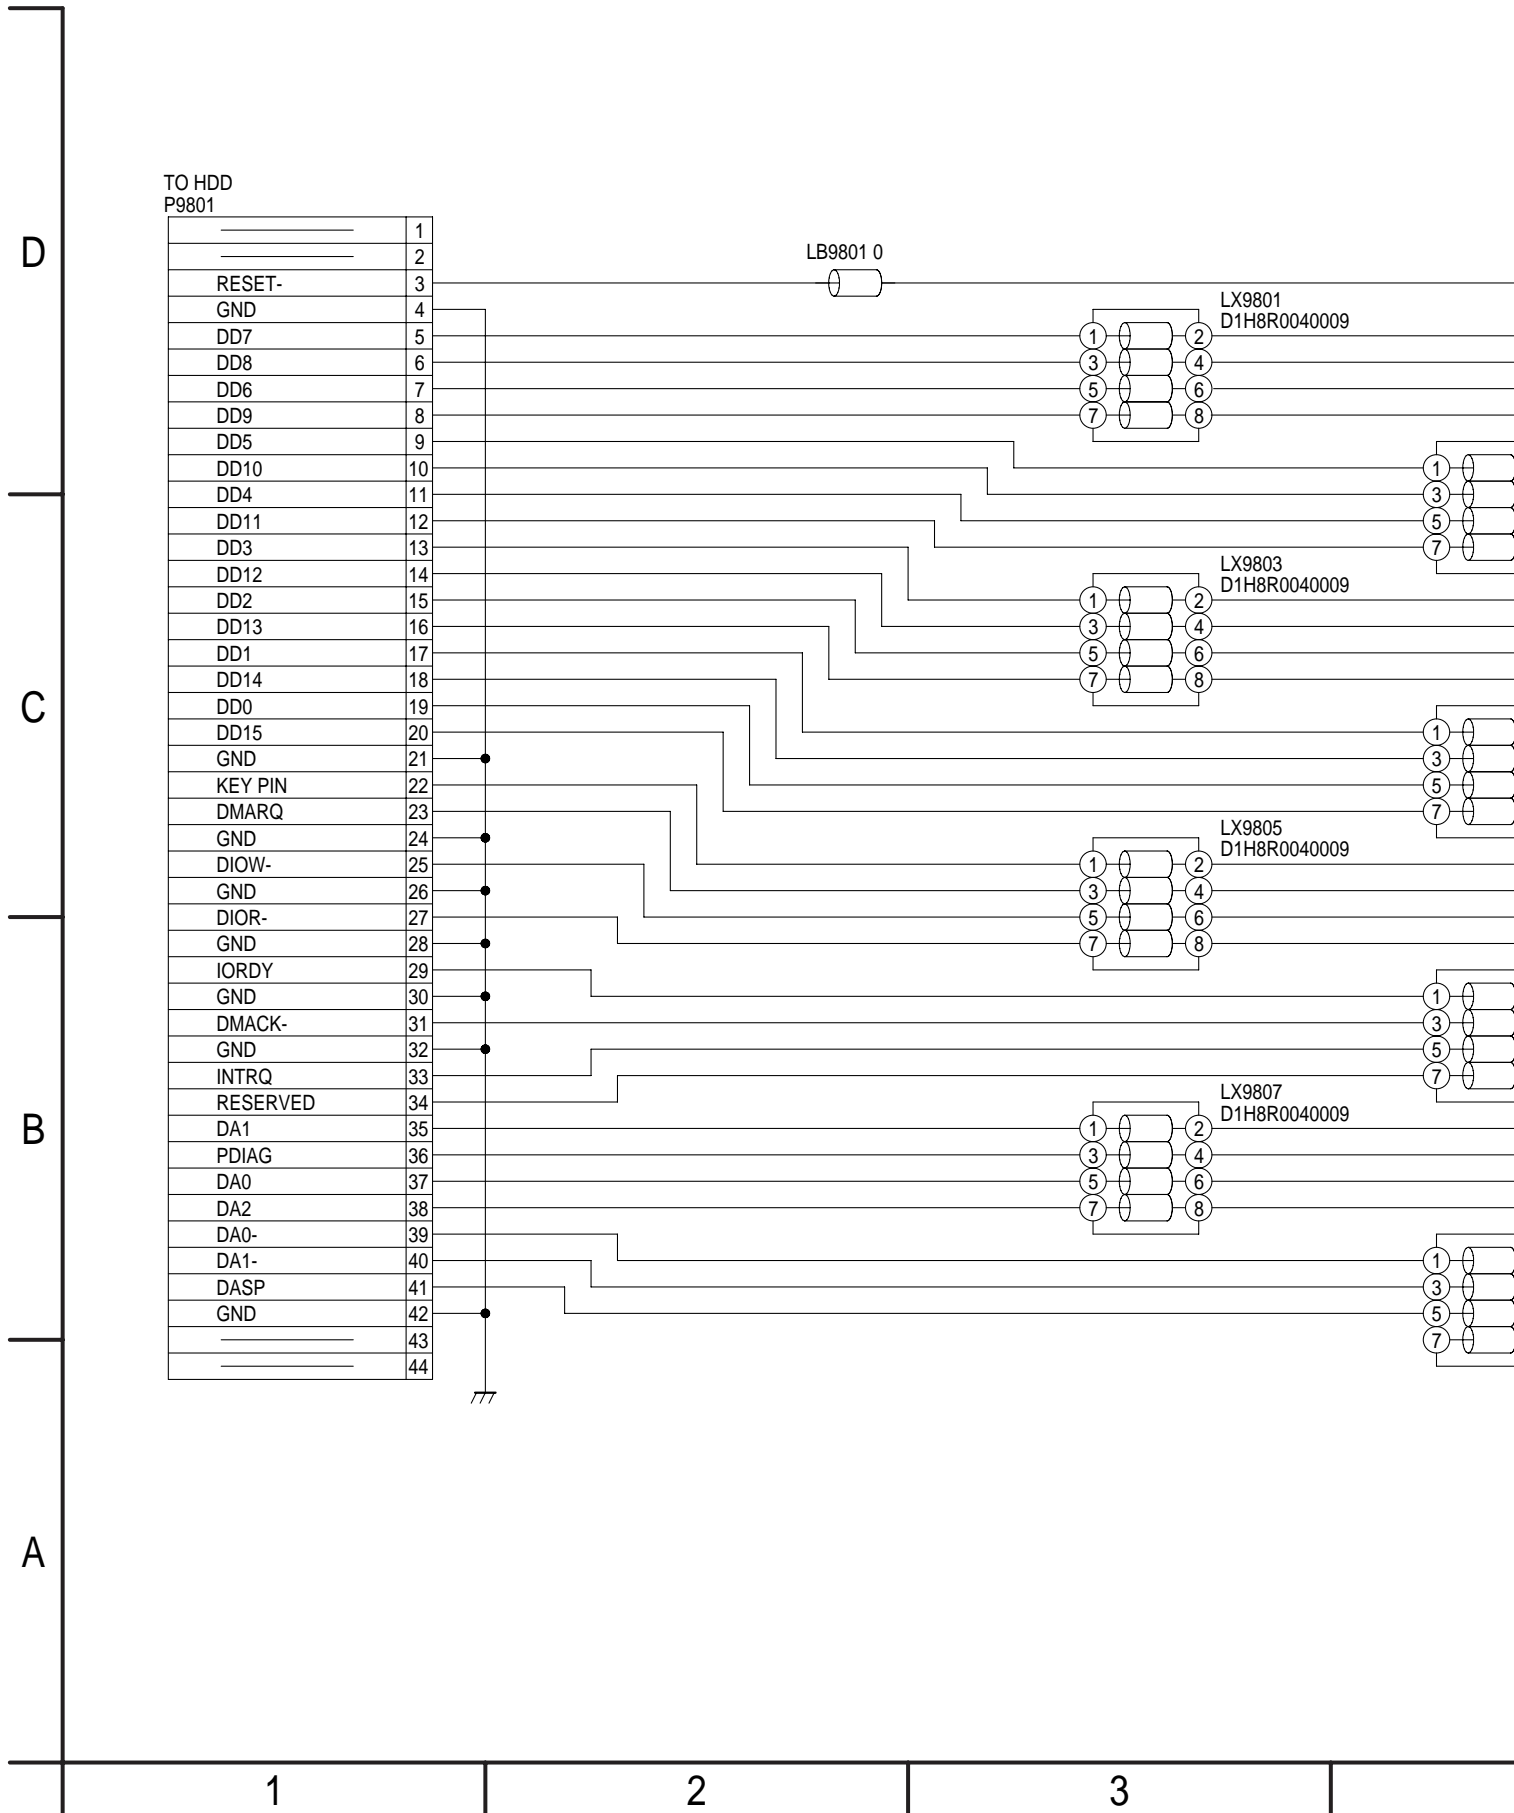 TO HDD
P9801
1
2
RESET- 3
GND 4
DD7 5
DD8 6
DD6 7
DD9 8
DD5 9
DD10 10
DD4 11
DD11 12
DD3 13
DD12 14
DD2 15
DD13 16
DD1 17
DD14 18
DD0 19
DD15 20
GND 21
KEY PIN 22
DMARQ 23
GND 24
DIOW- 25
GND 26
DIOR- 27
GND 28
IORDY 29
GND 30
DMACK- 31
GND 32
INTRQ 33
RESERVED 34
DA1 35
PDIAG 36
DA0 37
DA2 38
DA0- 39
DA1- 40
DASP 41
GND 42
43
44
LB9801 0
LX9801
D1H8R0040009
1 2
3 4
5 6
7 8
1
3
5
7
LX9803
D1H8R0040009
1 2
3 4
5 6
7 8
1
3
5
7
LX9805
D1H8R0040009
1 2
3 4
5 6
7 8
1
3
5
7
LX9807
D1H8R0040009
1 2
3 4
5 6
7 8
1
3
5
7
D
C
B
A
1 2 3